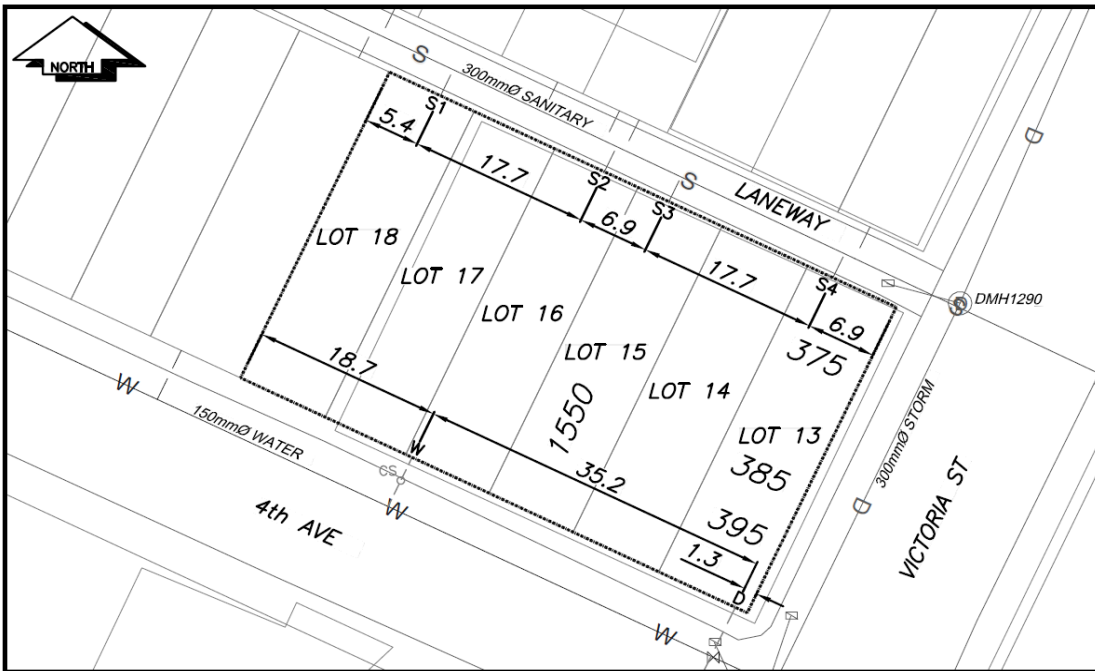 NORTH
S
300mmØ SANITARY
S1
5.4
17.7
S2
6.9
S3
S
LANEWAY
D
LOT 18
LOT 17
LOT 16
17.7
S4
6.9
DMH1290
S
D
375
LOT 15
LOT 14
LOT 13
1550
18.7
35.2
385
395
1.3
D
W
W
150mmØ WATER
CS
W
4th AVE
W
300mmØ STORM
D
VICTORIA ST